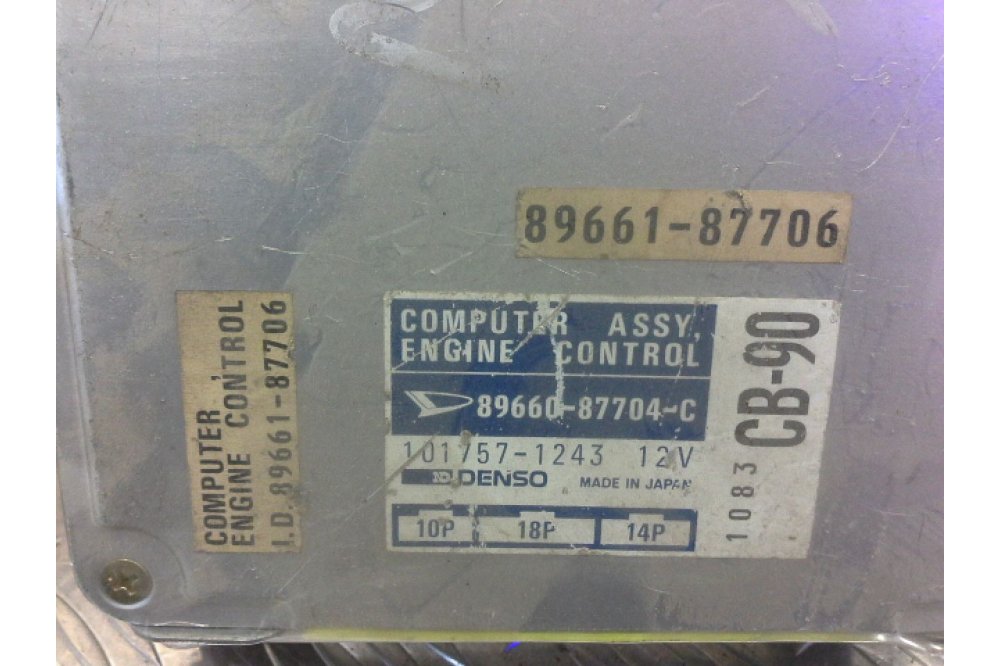 89661-87706
COMPUTER
ENGINE CONTROL
I.D. 89661-87706
COMPUTER ASSY,
ENGINE CONTROL
89660-87704-C
101757-1243 12V
ND DENSO MADE IN JAPAN
10P 18P 14P
CB-90
1083